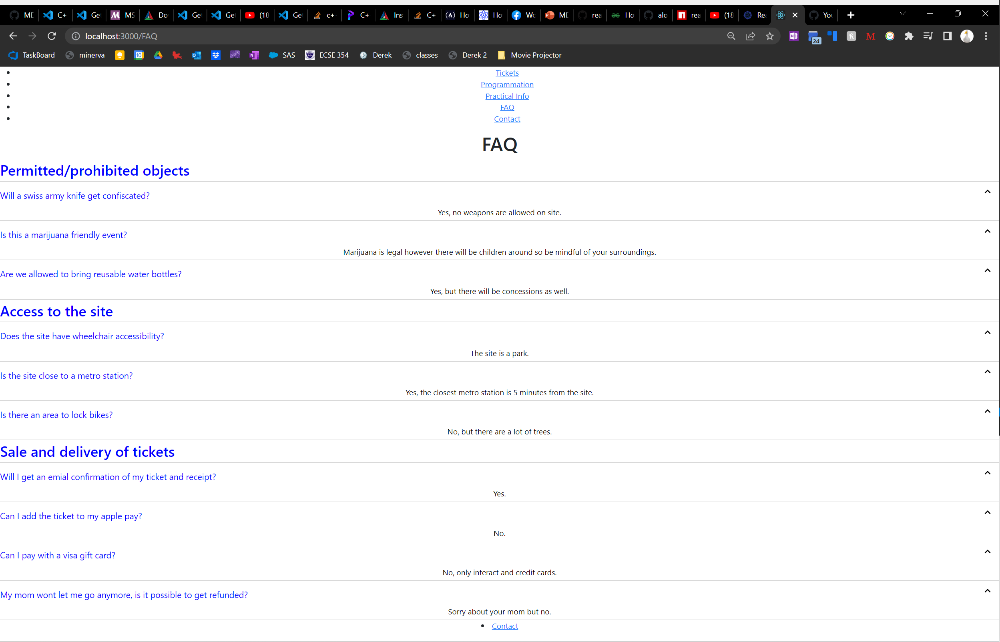 ME C+ Get MS Do Get Get (18 Get c++ C+ Ins C+ Ho Ho Wo ME rea Ho alo rea (18 Rea You
localhost:3000/FAQ
2d
TaskBoard minerva 10 SAS ECSE 354 Derek classes Derek 2 Movie Projector
Tickets
Programmation
Practical Info
FAQ
Contact
FAQ
Permitted/prohibited objects
Will a swiss army knife get confiscated?
Yes, no weapons are allowed on site.
Is this a marijuana friendly event?
Marijuana is legal however there will be children around so be mindful of your surroundings.
Are we allowed to bring reusable water bottles?
Yes, but there will be concessions as well.
Access to the site
Does the site have wheelchair accessibility?
The site is a park.
Is the site close to a metro station?
Yes, the closest metro station is 5 minutes from the site.
Is there an area to lock bikes?
No, but there are a lot of trees.
Sale and delivery of tickets
Will I get an emial confirmation of my ticket and receipt?
Yes.
Can I add the ticket to my apple pay?
No.
Can I pay with a visa gift card?
No, only interact and credit cards.
My mom wont let me go anymore, is it possible to get refunded?
Sorry about your mom but no.
Contact